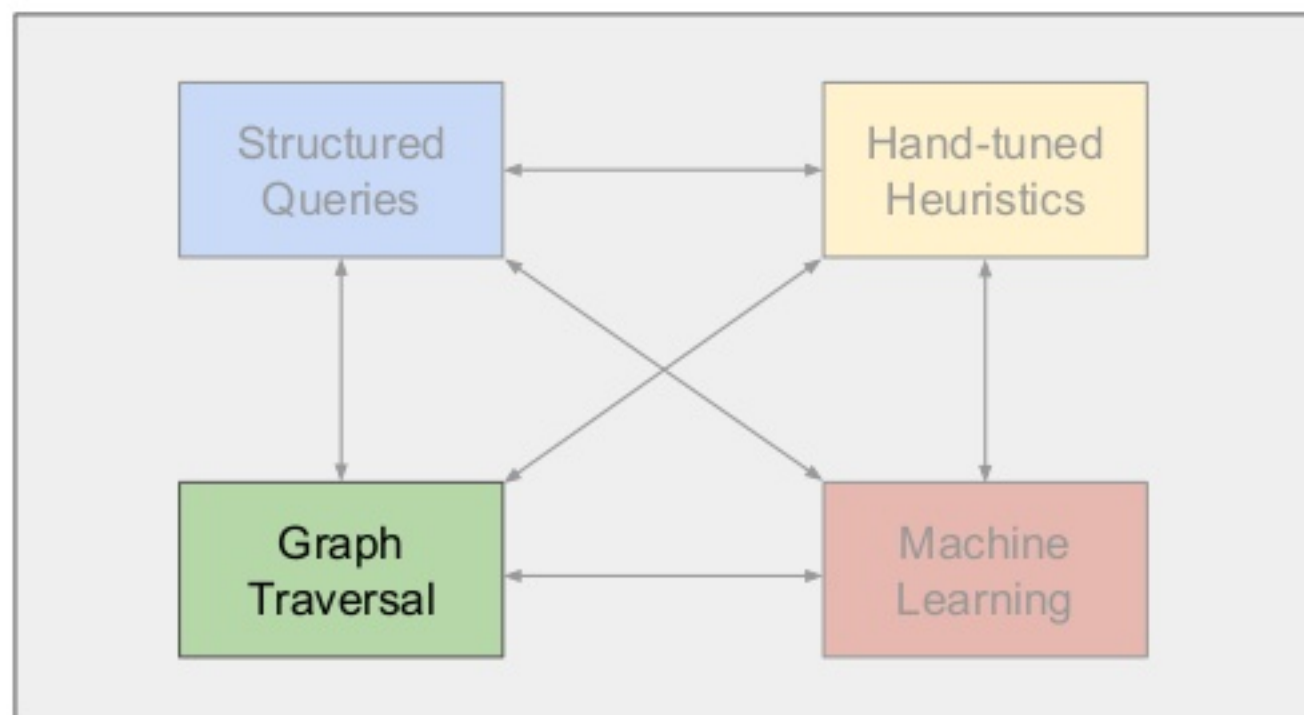 Structured
Queries
Hand-tuned
Heuristics
Graph
Traversal
Machine
Learning